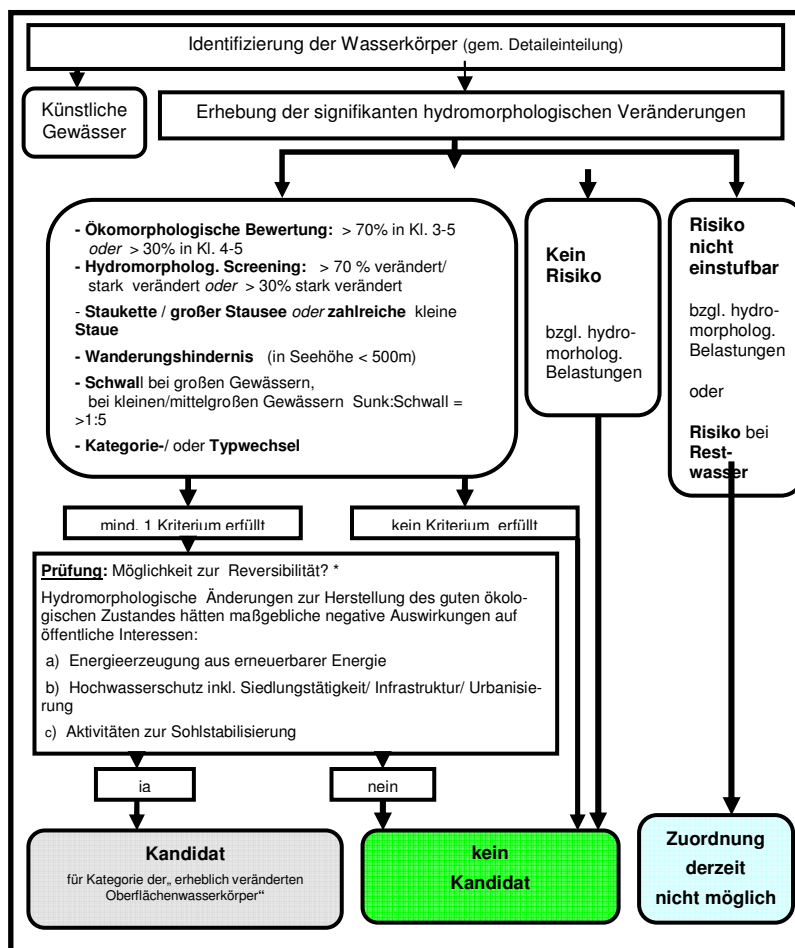 Identifizierung der Wasserkörper (gem. Detaileinteilung)
Künstliche
Gewässer
Erhebung der signifikanten hydromorphologischen Veränderungen
- Ökomorphologische Bewertung: > 70% in Kl. 3-5
oder > 30% in Kl. 4-5
- Hydromorpholog. Screening: > 70 % verändert/
stark verändert oder > 30% stark verändert
- Staukette / großer Stausee oder zahlreiche kleine
Staue
- Wanderungshindernis (in Seehöhe < 500m)
- Schwall bei großen Gewässern,
bei kleinen/mittelgroßen Gewässern Sunk:Schwall =
>1:5
- Kategorie-/ oder Typwechsel
Kein
Risiko
bzgl. hydro-
morholog.
Belastungen
Risiko
nicht
einstufbar
bzgl. hydro-
morpholog.
Belastungen
oder
Risiko bei
Rest-
wasser
mind. 1 Kriterium erfüllt
kein Kriterium erfüllt
Prüfung: Möglichkeit zur Reversibilität? *
Hydromorphologische Änderungen zur Herstellung des guten ökolo-
gischen Zustandes hätten maßgebliche negative Auswirkungen auf
öffentliche Interessen:
a) Energieerzeugung aus erneuerbarer Energie
b) Hochwasserschutz inkl. Siedlungstätigkeit/ Infrastruktur/ Urbanisie-
rung
c) Aktivitäten zur Sohlstabilisierung
ja
nein
Kandidat
für Kategorie der„ erheblich veränderten
Oberflächenwasserkörper“
kein
Kandidat
Zuordnung
derzeit
nicht möglich